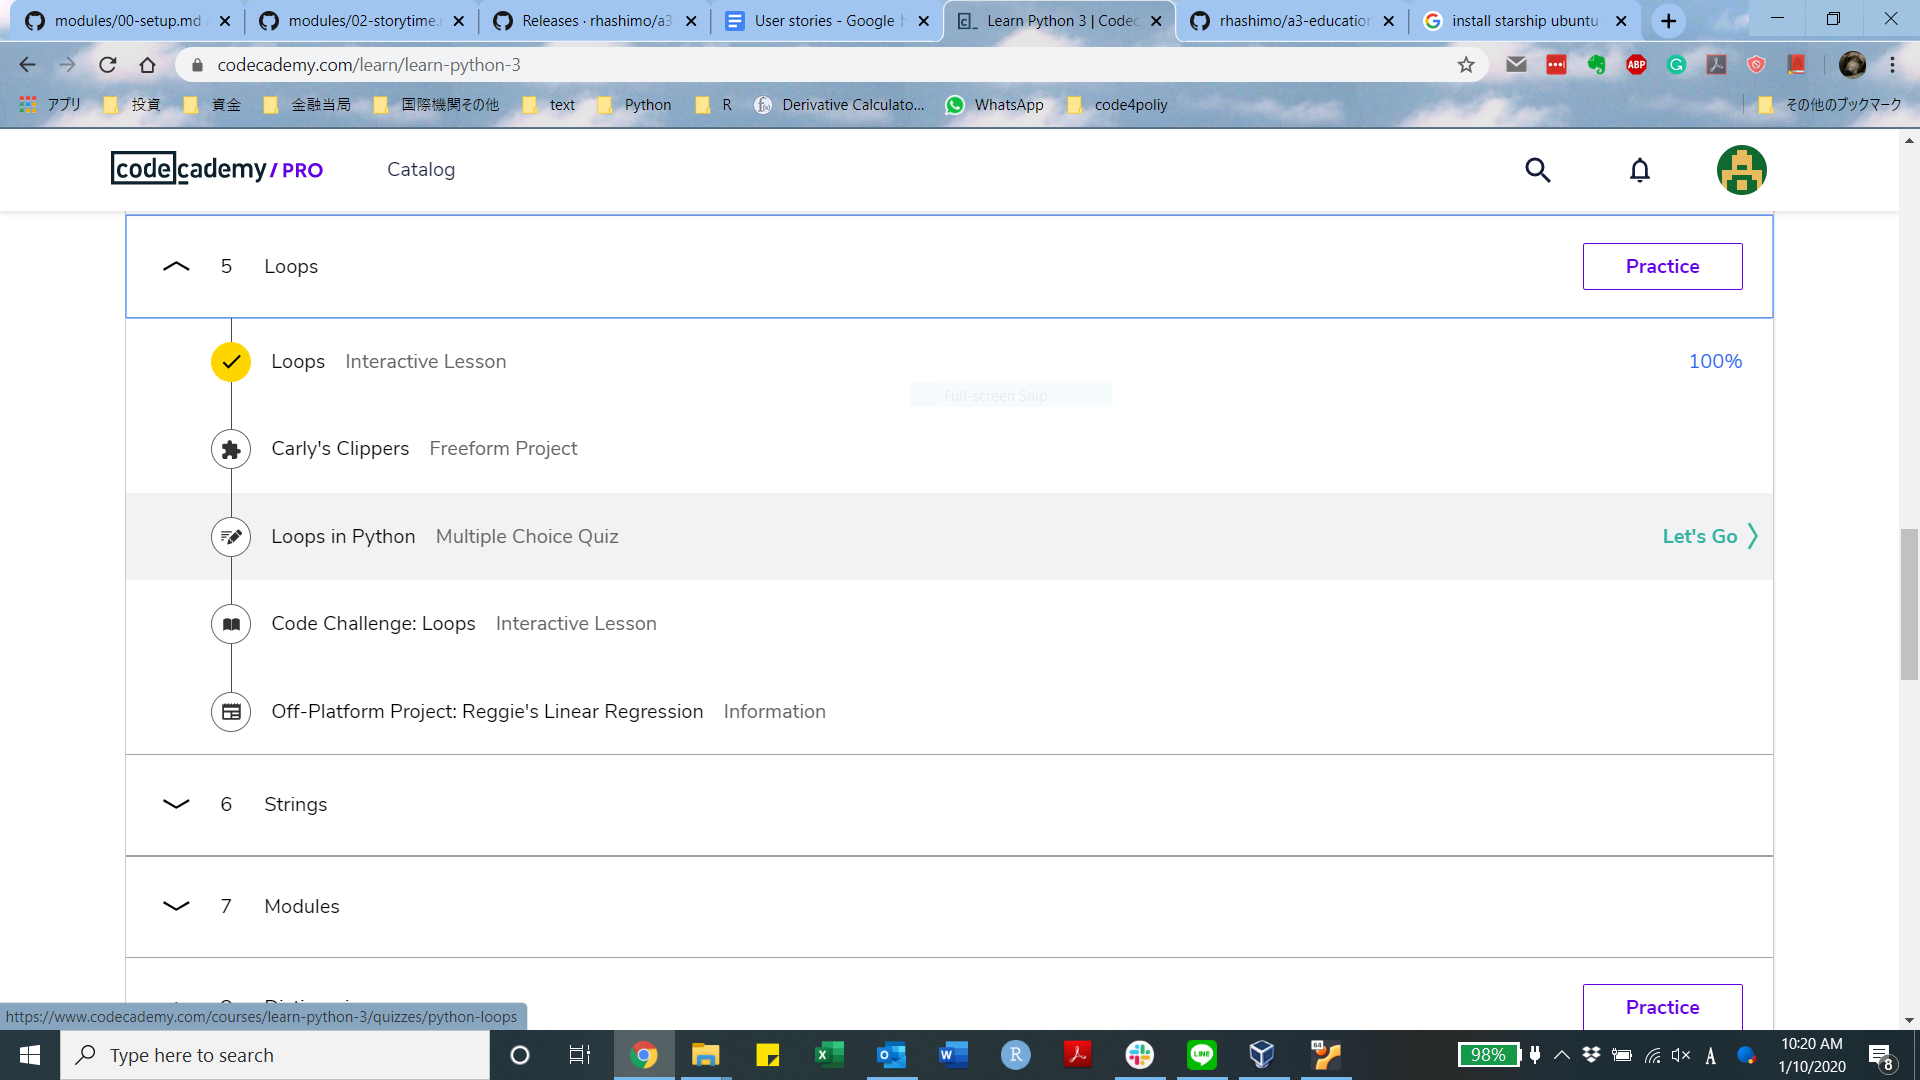 modules/00-setup.md
modules/02-storytime.
Releases · rhashimo/a3
User stories - Google
Learn Python 3 | Codec
rhashimo/a3-education
install starship ubuntu
codecademy.com/learn/learn-python-3
ABP
アプリ 投資 資金 金融当局 国際機関その他 text Python R Derivative Calculato... WhatsApp code4poliy その他のブックマーク
codecademy / PRO Catalog
5 Loops Practice
Loops Interactive Lesson 100%
Full-screen Snip
Carly's Clippers Freeform Project
Loops in Python Multiple Choice Quiz Let's Go
Code Challenge: Loops Interactive Lesson
Off-Platform Project: Reggie's Linear Regression Information
6 Strings
7 Modules
Practice
https://www.codecademy.com/courses/learn-python-3/quizzes/python-loops
Type here to search
98%
10:20 AM
1/10/2020
8